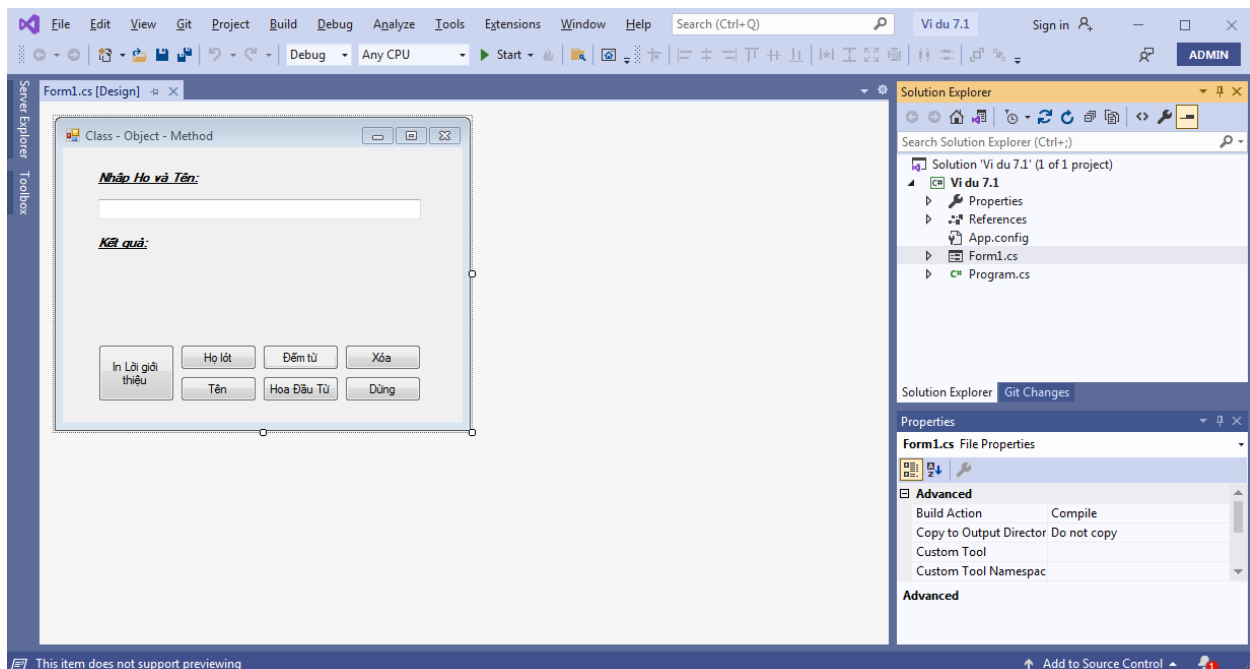 File Edit View Git Project Build Debug Analyze Tools Extensions Window Help Search (Ctrl+Q) Vi du 7.1 Sign in
Debug Any CPU Start ADMIN
Server Explorer
Toolbox
Form1.cs [Design]
Class - Object - Method
Nhập Họ và Tên:
Kết quả:
In Lời giới
thiệu
Họ lót Đếm từ Xóa
Tên Hoa Đầu Từ Dừng
Solution Explorer
Search Solution Explorer (Ctrl+;)
Solution 'Vi du 7.1' (1 of 1 project)
Vi du 7.1
Properties
References
App.config
Form1.cs
C# Program.cs
Solution Explorer Git Changes
Properties
Form1.cs File Properties
Advanced
Build Action Compile
Copy to Output Director Do not copy
Custom Tool
Custom Tool Namespac
Advanced
This item does not support previewing Add to Source Control 1